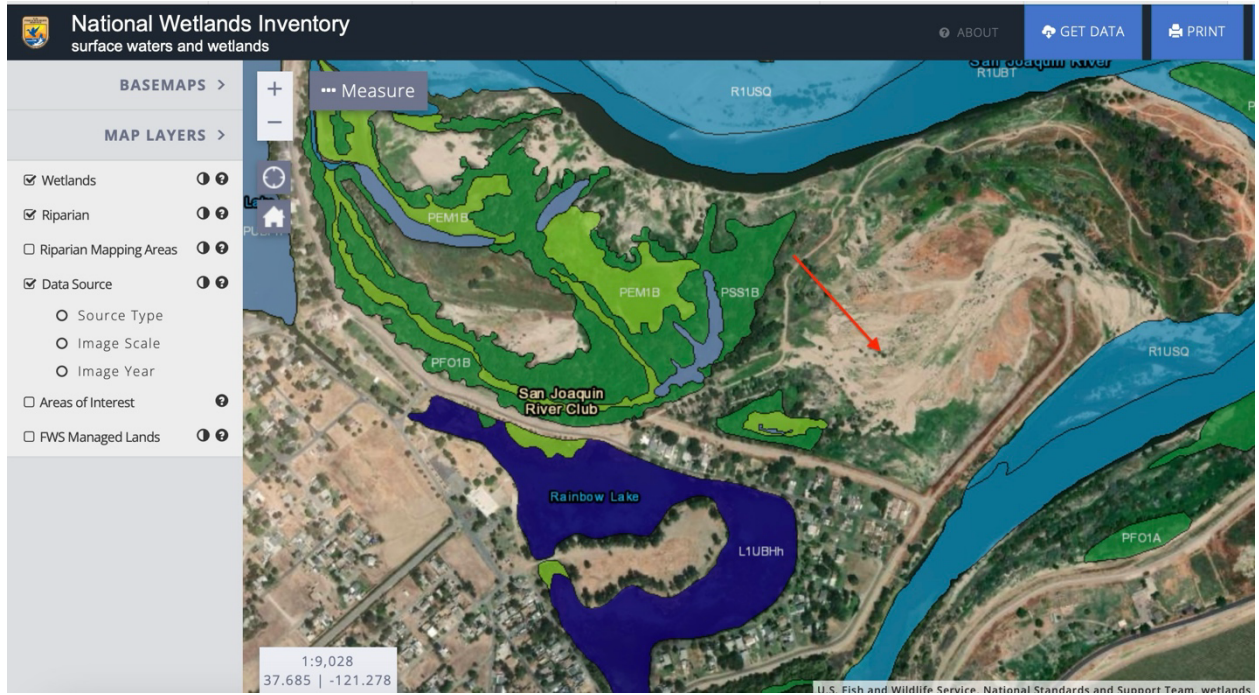 National Wetlands Inventory
surface waters and wetlands
ABOUT
GET DATA
PRINT
BASEMAPS >
MAP LAYERS >
Wetlands
Riparian
Riparian Mapping Areas
Data Source
Source Type
Image Scale
Image Year
Areas of Interest
FWS Managed Lands
+
Measure
−
San Joaquin River
R1UBT
R1USQ
PEM1B
PEM1B
PSS1B
R1USQ
PFO1B
San Joaquin
River Club
Rainbow Lake
L1UBHh
PFO1A
1:9,028
37.685 | -121.278
U.S. Fish and Wildlife Service, National Standards and Support Team, wetlands